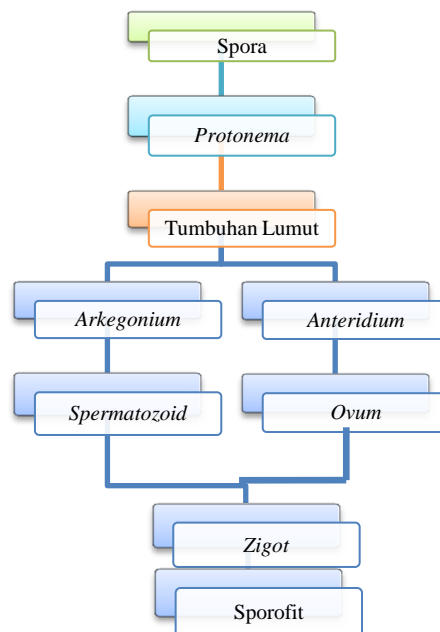 Spora
Protonema
Tumbuhan Lumut
Arkegonium
Anteridium
Spermatozoid
Ovum
Zigot
Sporofit